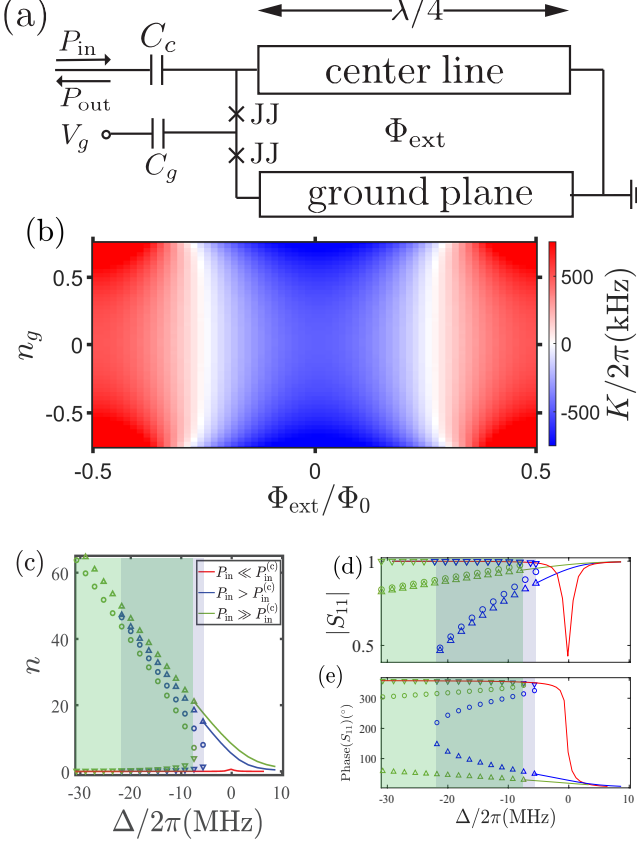 (a)
λ/4
P_in
C_c
center line
P_out
JJ
V_g
Φ_ext
JJ
C_g
ground plane
(b)
0.5
0
-0.5
n_g
-0.5
0
0.5
Φ_ext/Φ_0
500
0
-500
K/2π(kHz)
(c)
60
40
20
0
n
P_in ≪ P_in^(c)
P_in > P_in^(c)
P_in ≫ P_in^(c)
-30
-20
-10
0
10
Δ/2π(MHz)
(d)
1
0.5
|S_11|
(e)
300
200
100
Phase(S_11)(°)
-30
-20
-10
0
10
Δ/2π(MHz)